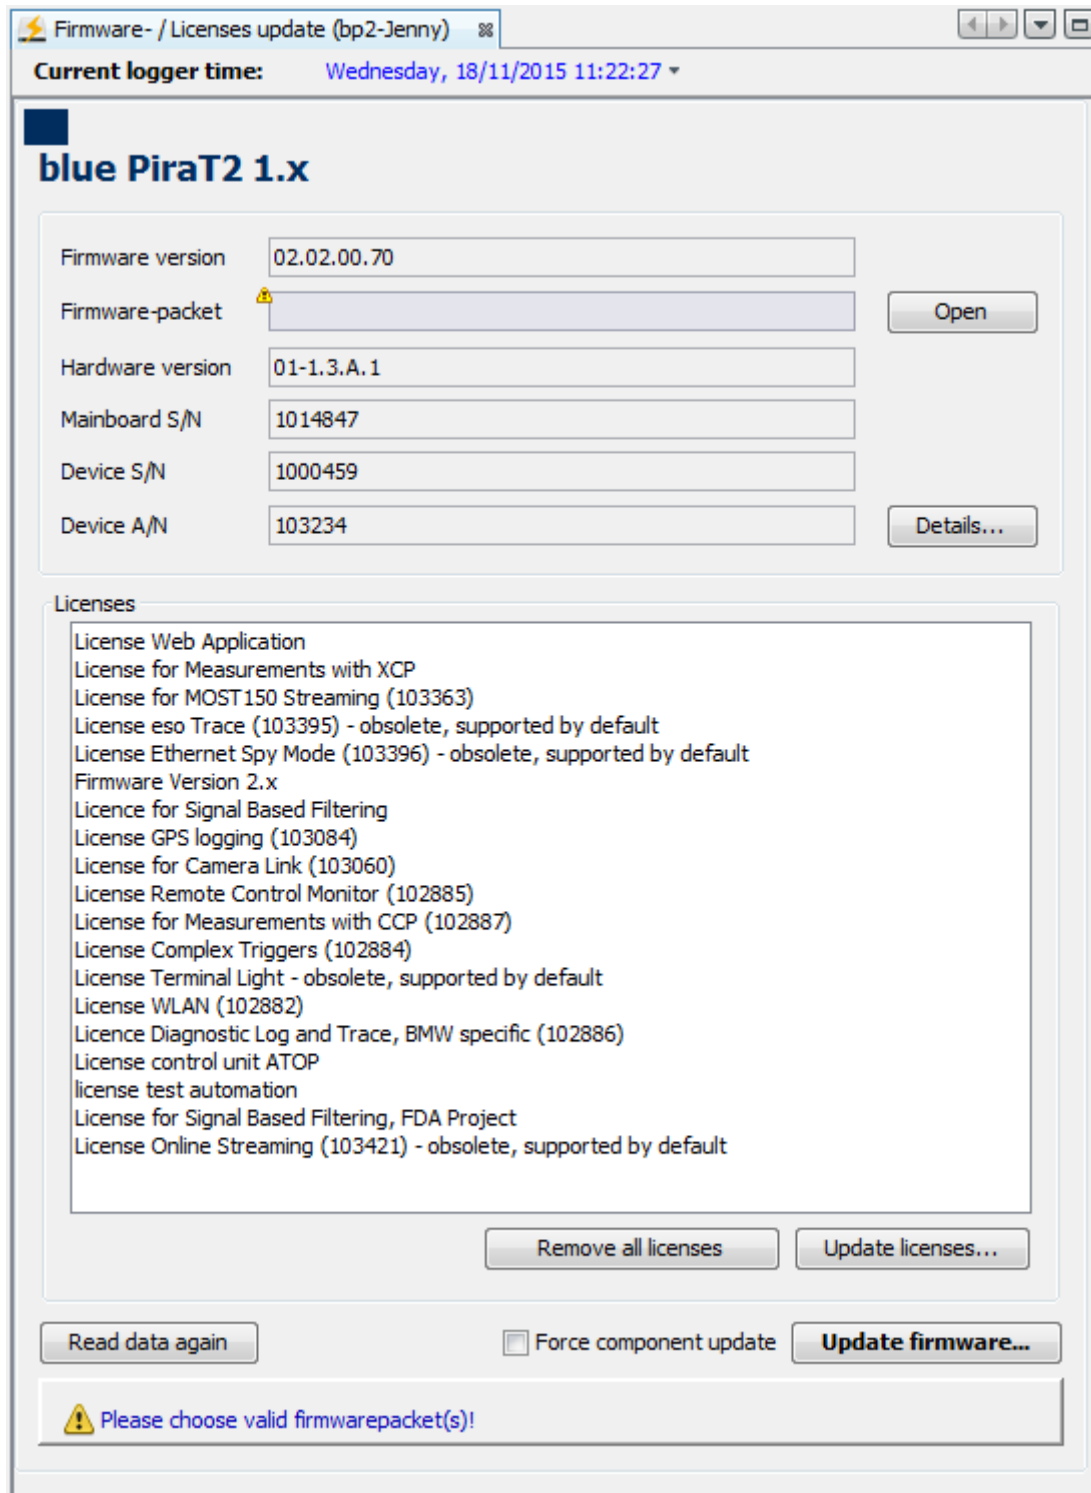 Firmware- / Licenses update (bp2-Jenny)
Current logger time: Wednesday, 18/11/2015 11:22:27
blue PiraT2 1.x
Firmware version 02.02.00.70
Firmware-packet Open
Hardware version 01-1.3.A.1
Mainboard S/N 1014847
Device S/N 1000459
Device A/N 103234 Details...
Licenses
License Web Application
License for Measurements with XCP
License for MOST150 Streaming (103363)
License eso Trace (103395) - obsolete, supported by default
License Ethernet Spy Mode (103396) - obsolete, supported by default
Firmware Version 2.x
Licence for Signal Based Filtering
License GPS logging (103084)
License for Camera Link (103060)
License Remote Control Monitor (102885)
License for Measurements with CCP (102887)
License Complex Triggers (102884)
License Terminal Light - obsolete, supported by default
License WLAN (102882)
Licence Diagnostic Log and Trace, BMW specific (102886)
License control unit ATOP
license test automation
License for Signal Based Filtering, FDA Project
License Online Streaming (103421) - obsolete, supported by default
Remove all licenses Update licenses...
Read data again Force component update Update firmware...
Please choose valid firmwarepacket(s)!